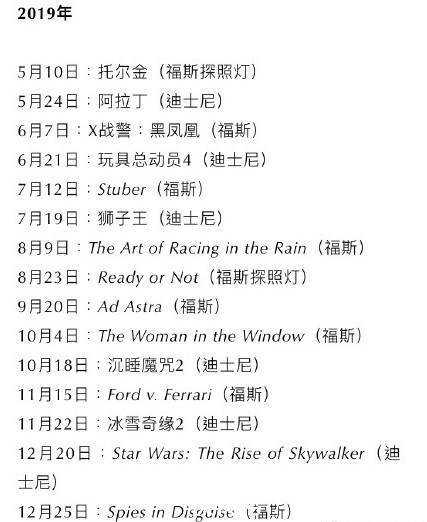 2019年
5月10日：托尔金（福斯探照灯）
5月24日：阿拉丁（迪士尼）
6月7日：X战警：黑凤凰（福斯）
6月21日：玩具总动员4（迪士尼）
7月12日：Stuber（福斯）
7月19日：狮子王（迪士尼）
8月9日：The Art of Racing in the Rain（福斯）
8月23日：Ready or Not（福斯探照灯）
9月20日：Ad Astra（福斯）
10月4日：The Woman in the Window（福斯）
10月18日：沉睡魔咒2（迪士尼）
11月15日：Ford v. Ferrari（福斯）
11月22日：冰雪奇缘2（迪士尼）
12月20日：Star Wars: The Rise of Skywalker（迪
士尼）
12月25日：Spies in Disguise（福斯）